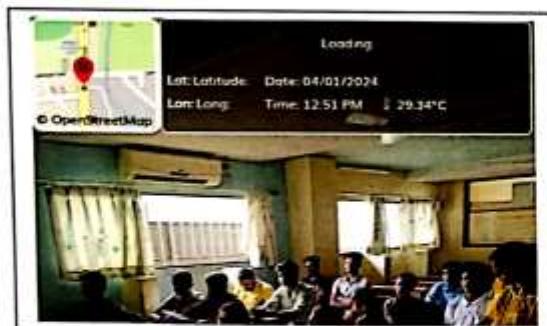 Loading
Lat: Latitude Date: 04/01/2024
Lon: Long: Time: 12:51 PM 29.34°C
© OpenStreetMap